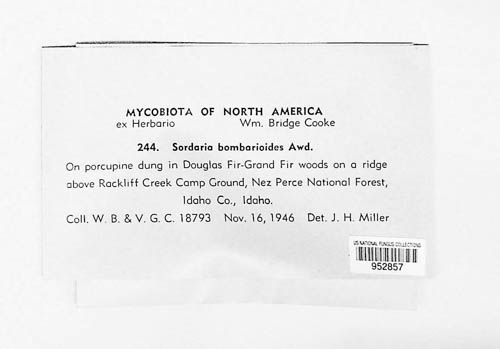 MYCOBIOTA OF NORTH AMERICA
ex Herbario Wm. Bridge Cooke
244. Sordaria bombarioides Awd.
On porcupine dung in Douglas Fir-Grand Fir woods on a ridge
above Rackliff Creek Camp Ground, Nez Perce National Forest,
Idaho Co., Idaho.
Coll. W. B. & V. G. C. 18793 Nov. 16, 1946 Det. J. H. Miller
US NATIONAL FUNGUS COLLECTIONS
952857